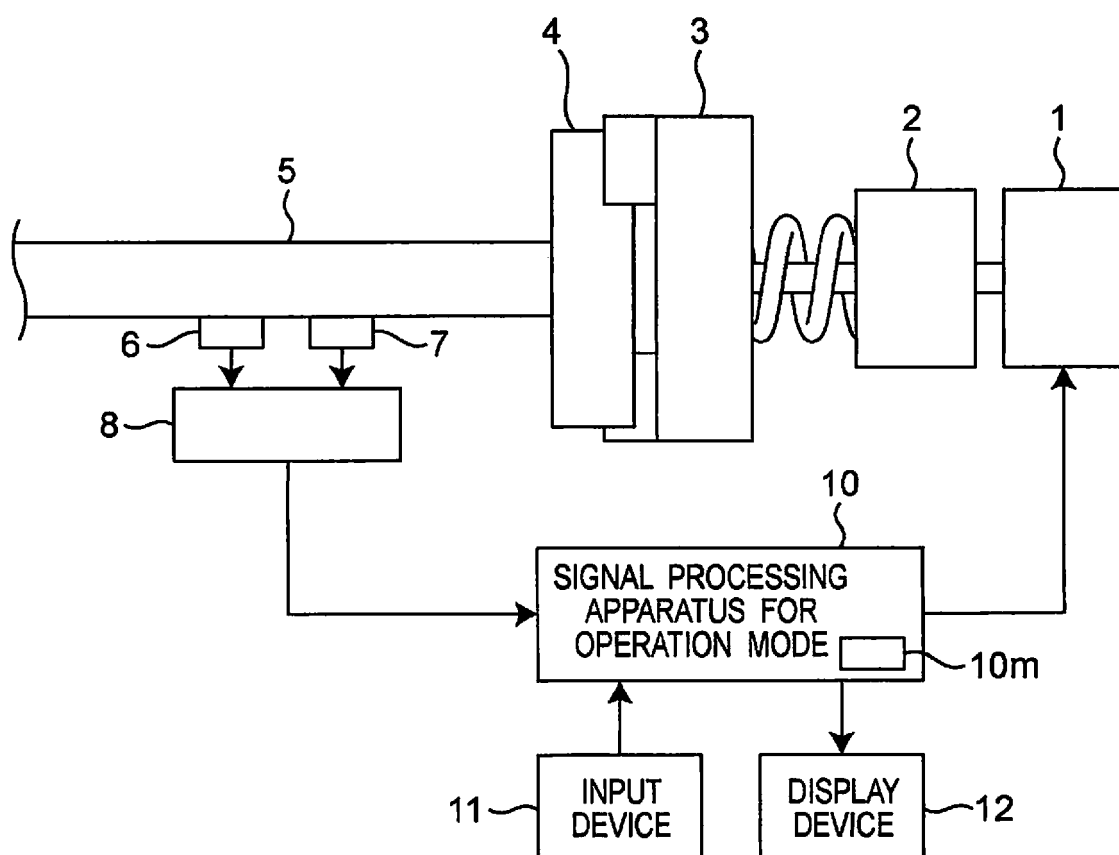 4
3
2
1
5
6
7
8
10
SIGNAL PROCESSING
APPARATUS FOR
OPERATION MODE
10m
11
INPUT
DEVICE
DISPLAY
DEVICE
12